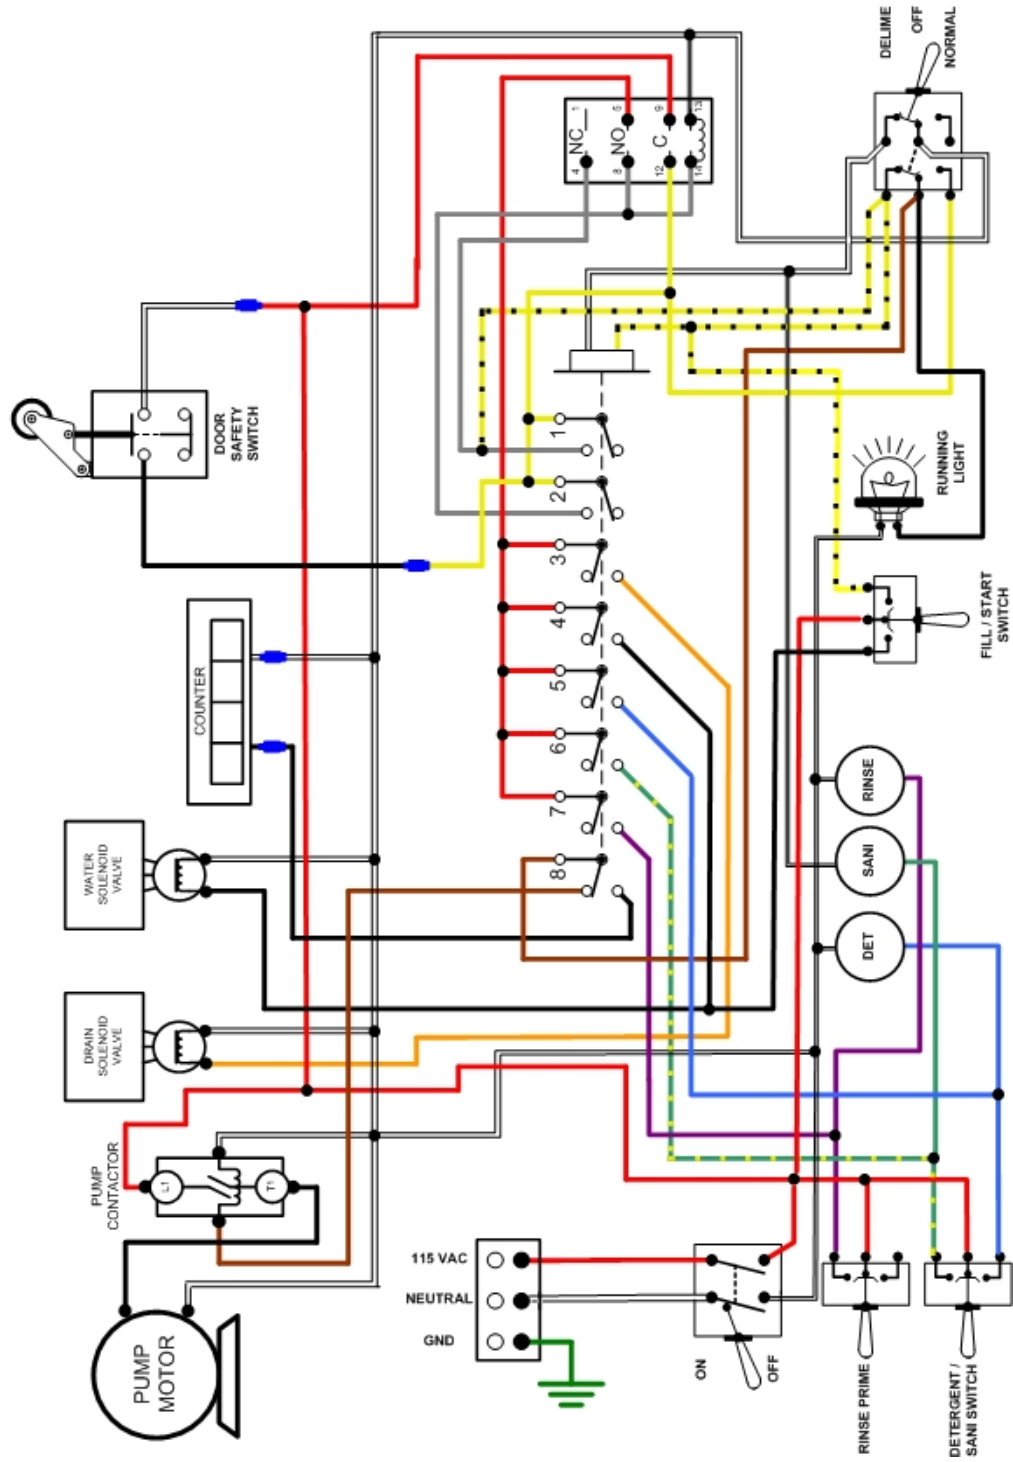 DELIME
OFF
NORMAL
NC
NO
C
1
5
9
13
4
8
12
14
DOOR
SAFETY
SWITCH
1
2
3
4
5
6
7
8
RUNNING
LIGHT
FILL / START
SWITCH
COUNTER
WATER
SOLENOID
VALVE
DRAIN
SOLENOID
VALVE
RINSE
SANI
DET
PUMP
CONTACTOR
L1
T1
PUMP
MOTOR
115 VAC
NEUTRAL
GND
ON
OFF
RINSE PRIME
DETERGENT /
SANI SWITCH